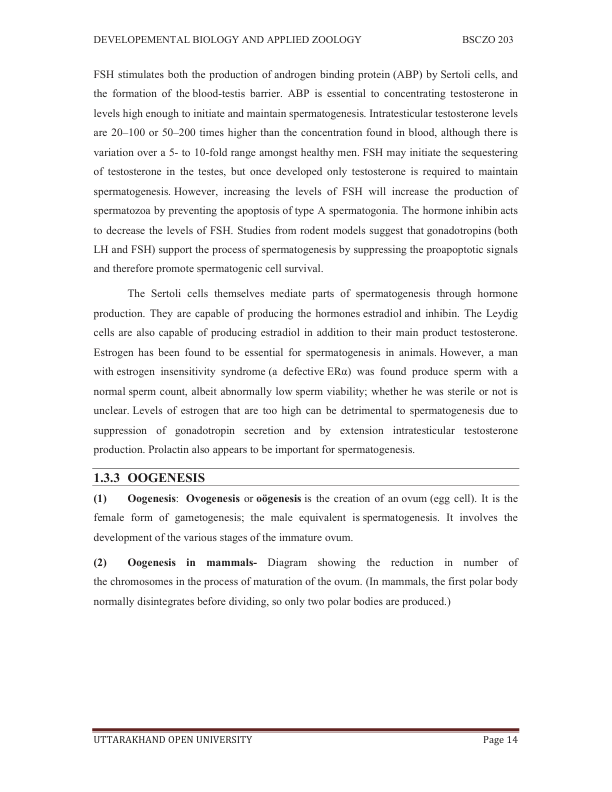 DEVELOPEMENTAL BIOLOGY AND APPLIED ZOOLOGY BSCZO 203
FSH stimulates both the production of androgen binding protein (ABP) by Sertoli cells, and
the formation of the blood-testis barrier. ABP is essential to concentrating testosterone in
levels high enough to initiate and maintain spermatogenesis. Intratesticular testosterone levels
are 20–100 or 50–200 times higher than the concentration found in blood, although there is
variation over a 5- to 10-fold range amongst healthy men. FSH may initiate the sequestering
of testosterone in the testes, but once developed only testosterone is required to maintain
spermatogenesis. However, increasing the levels of FSH will increase the production of
spermatozoa by preventing the apoptosis of type A spermatogonia. The hormone inhibin acts
to decrease the levels of FSH. Studies from rodent models suggest that gonadotropins (both
LH and FSH) support the process of spermatogenesis by suppressing the proapoptotic signals
and therefore promote spermatogenic cell survival.
The Sertoli cells themselves mediate parts of spermatogenesis through hormone
production. They are capable of producing the hormones estradiol and inhibin. The Leydig
cells are also capable of producing estradiol in addition to their main product testosterone.
Estrogen has been found to be essential for spermatogenesis in animals. However, a man
with estrogen insensitivity syndrome (a defective ERα) was found produce sperm with a
normal sperm count, albeit abnormally low sperm viability; whether he was sterile or not is
unclear. Levels of estrogen that are too high can be detrimental to spermatogenesis due to
suppression of gonadotropin secretion and by extension intratesticular testosterone
production. Prolactin also appears to be important for spermatogenesis.
1.3.3 OOGENESIS
(1) Oogenesis: Ovogenesis or oögenesis is the creation of an ovum (egg cell). It is the
female form of gametogenesis; the male equivalent is spermatogenesis. It involves the
development of the various stages of the immature ovum.
(2) Oogenesis in mammals- Diagram showing the reduction in number of
the chromosomes in the process of maturation of the ovum. (In mammals, the first polar body
normally disintegrates before dividing, so only two polar bodies are produced.)
UTTARAKHAND OPEN UNIVERSITY Page 14